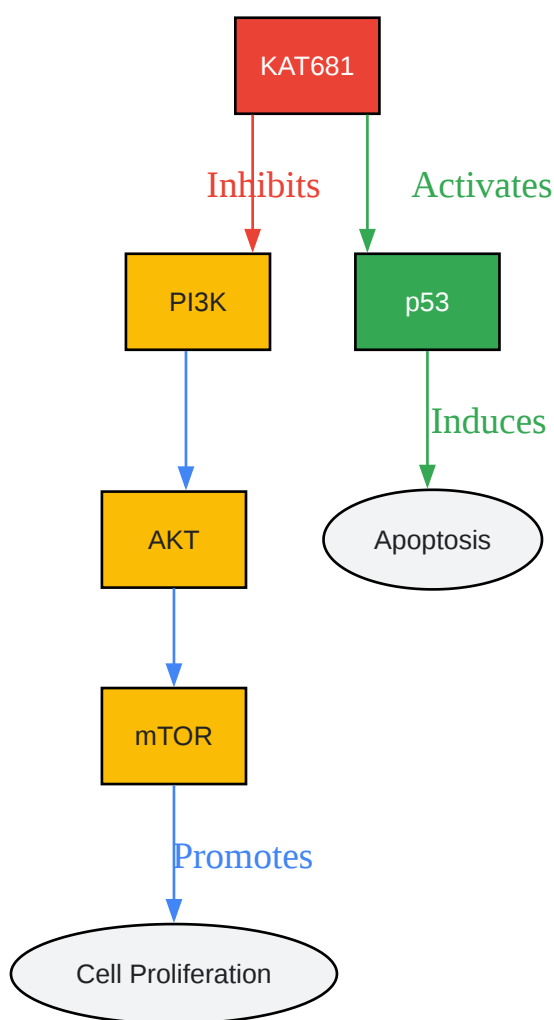 KAT681
Inhibits
Activates
PI3K
p53
Induces
AKT
Apoptosis
mTOR
Promotes
Cell Proliferation